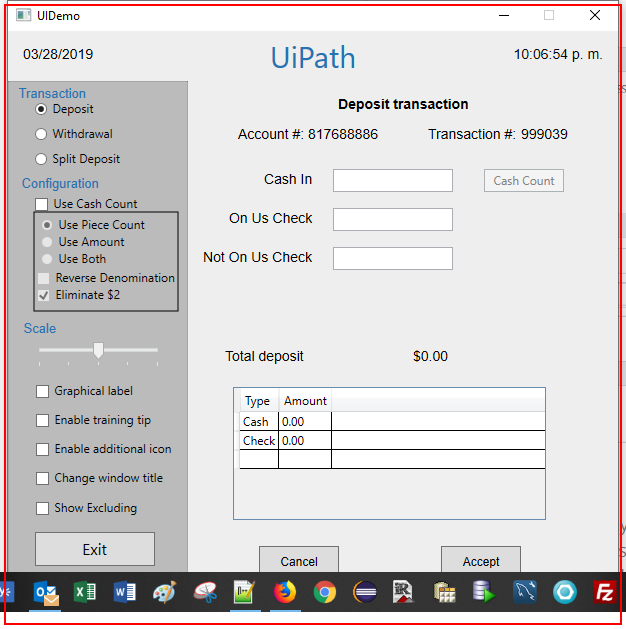 UIDemo
03/28/2019
UiPath
10:06:54 p. m.
Transaction
Deposit
Withdrawal
Split Deposit
Configuration
Use Cash Count
Use Piece Count
Use Amount
Use Both
Reverse Denomination
Eliminate $2
Scale
Graphical label
Enable training tip
Enable additional icon
Change window title
Show Excluding
Exit
Deposit transaction
Account #: 817688886 Transaction #: 999039
Cash In
Cash Count
On Us Check
Not On Us Check
Total deposit $0.00
Type Amount
Cash 0.00
Check 0.00
Cancel Accept